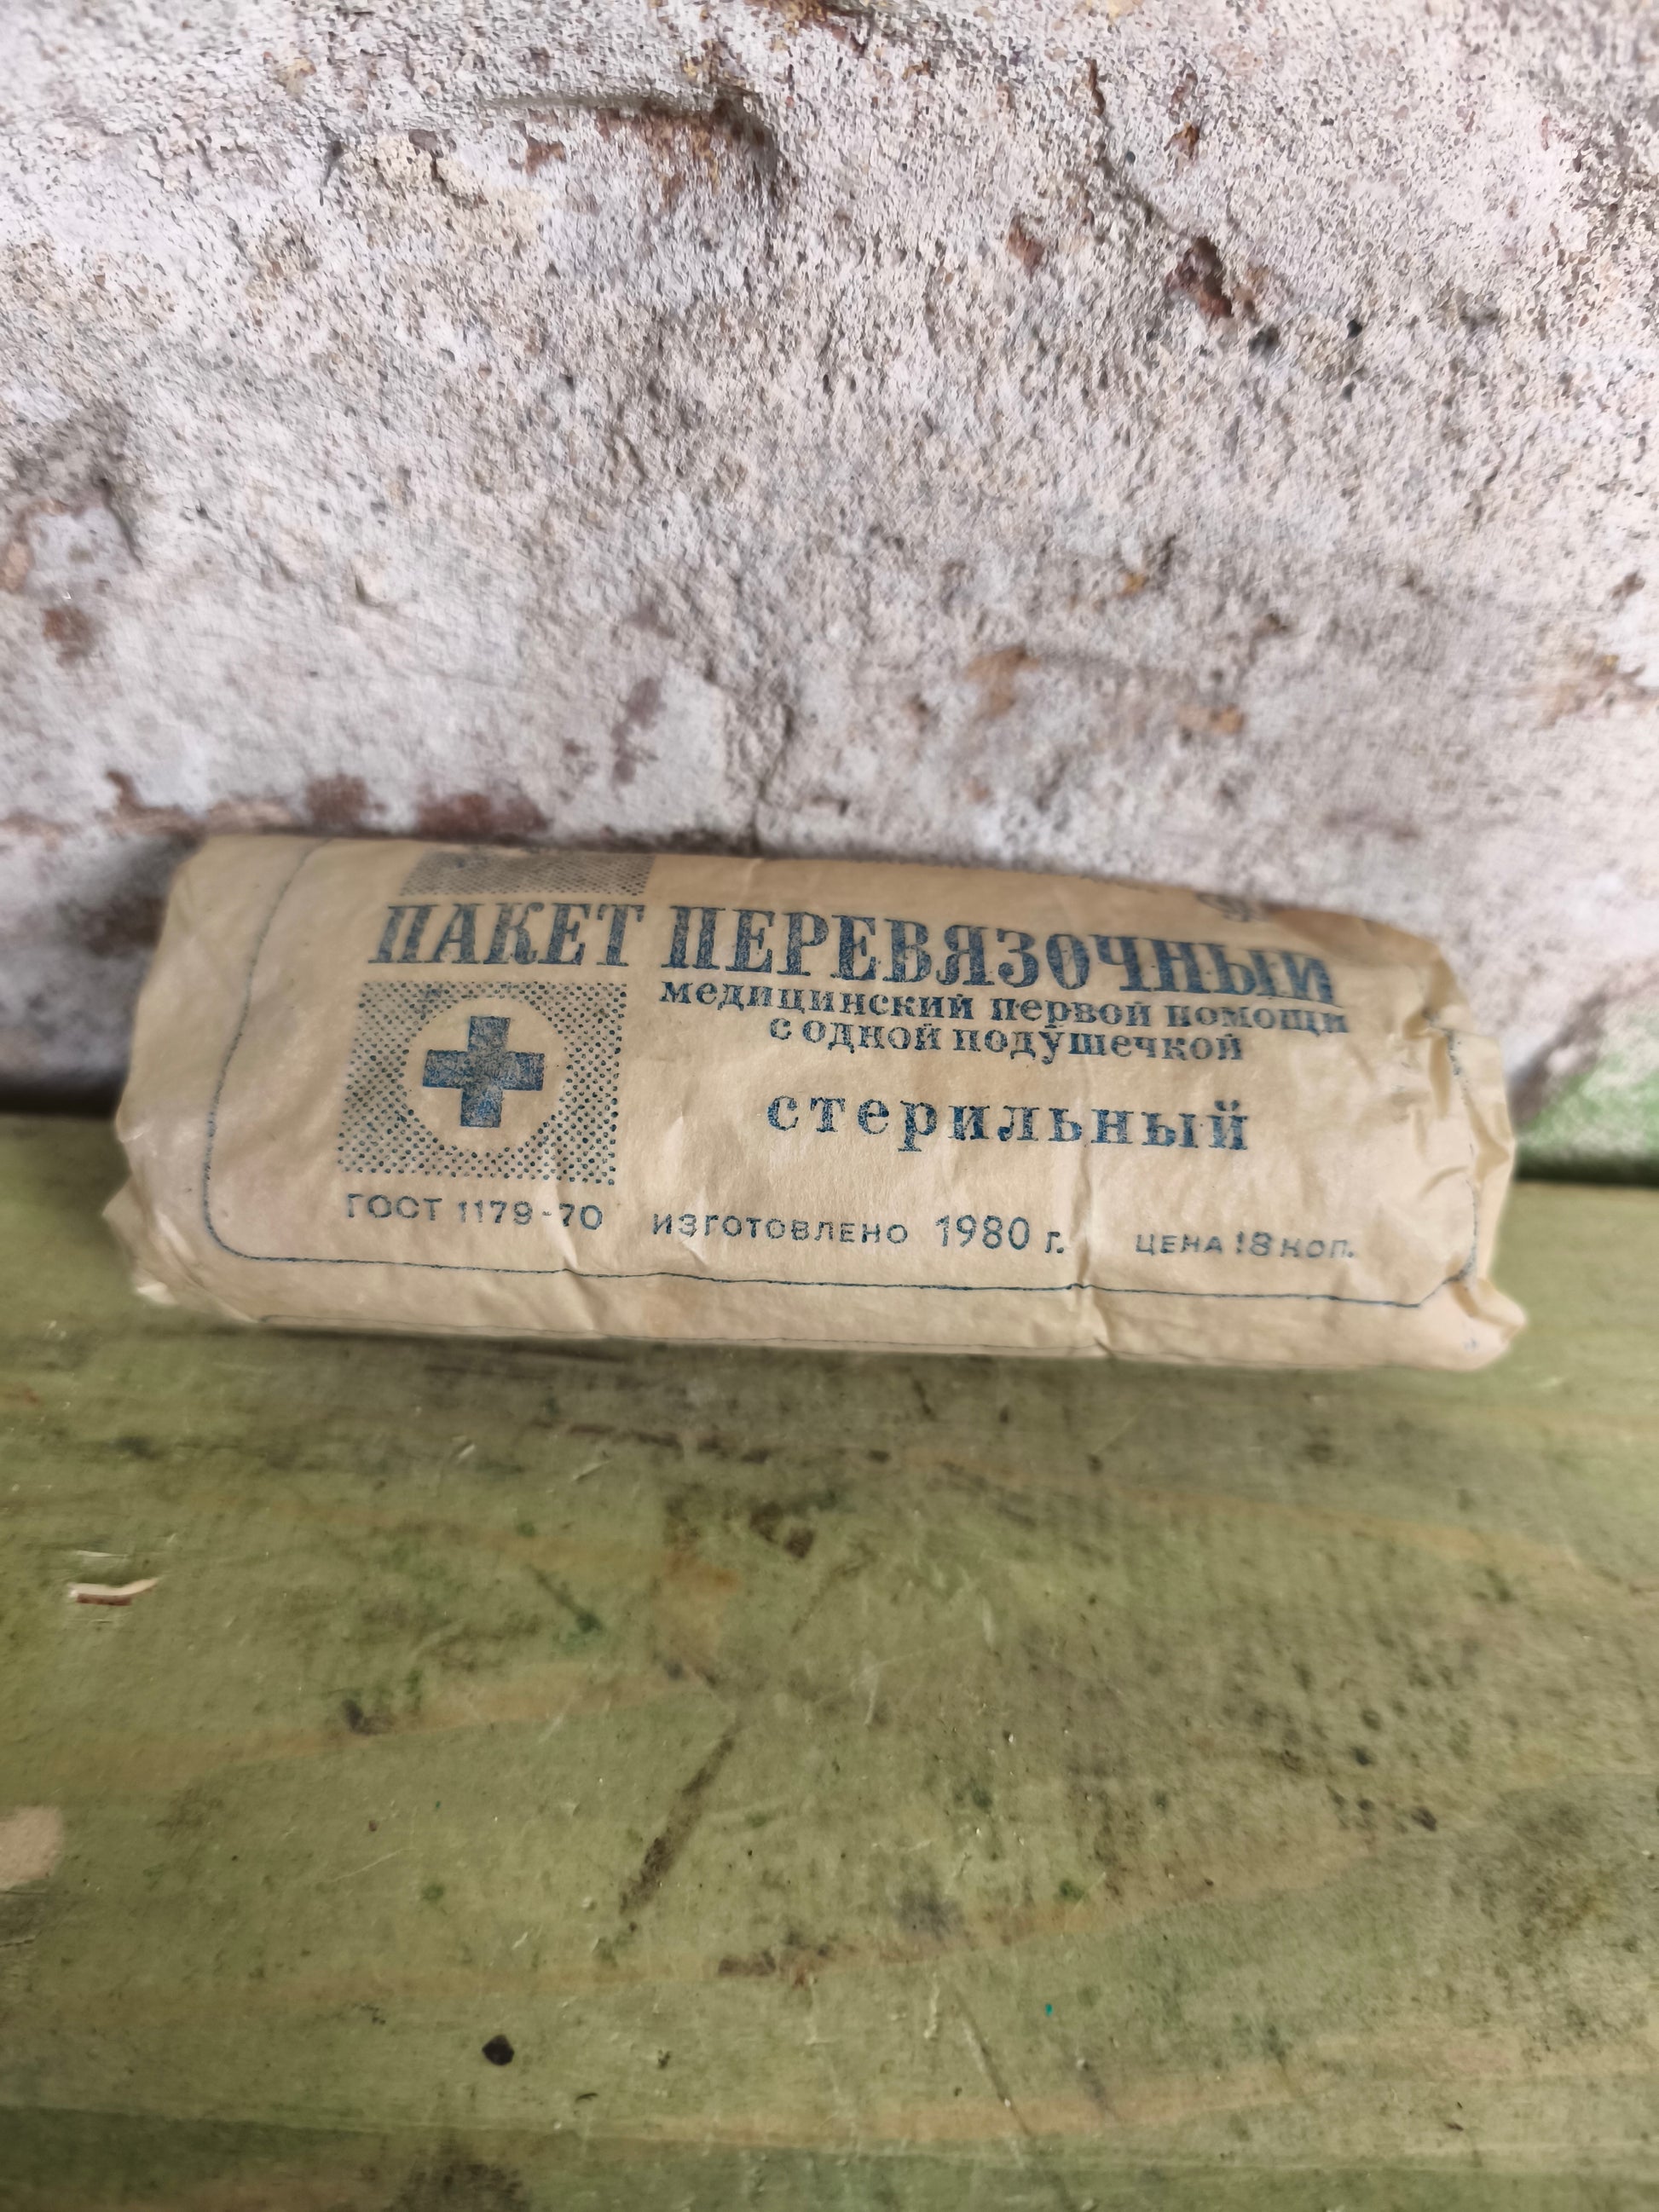 ПАКЕТ ПЕРЕВЯЗОЧНЫЙ
медицинский первой помощи
с одной подушечкой
стерильный
ГОСТ 1179-70 ИЗГОТОВЛЕНО 1980 г. ЦЕНА 18 КОП.